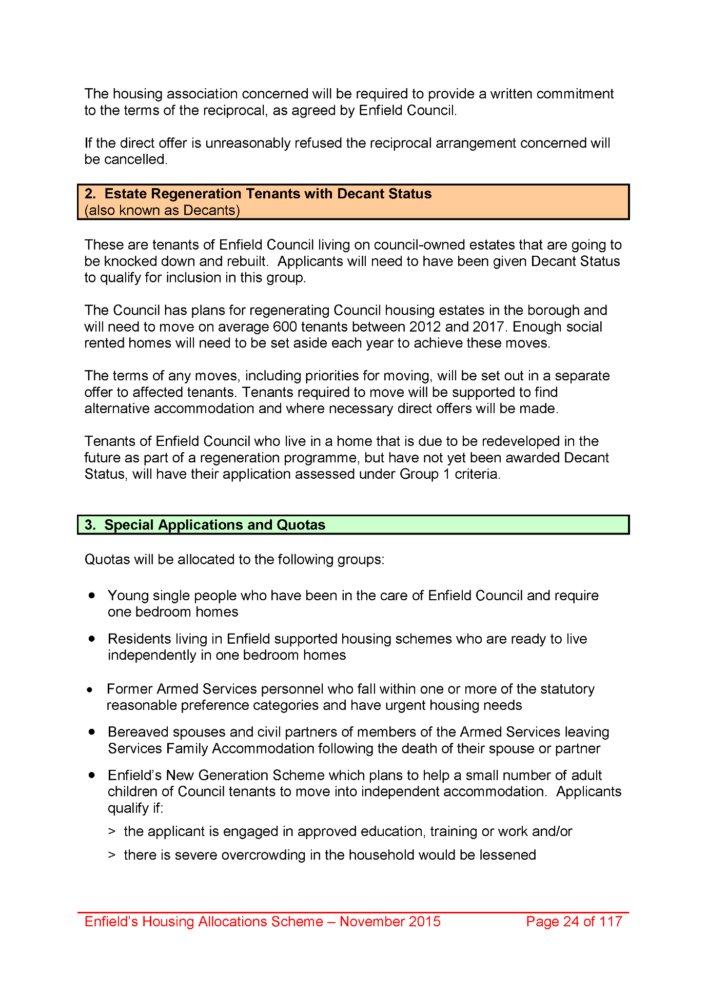 The housing association concerned will be required to provide a written commitment
to the terms of the reciprocal, as agreed by Enfield Council.
If the direct offer is unreasonably refused the reciprocal arrangement concerned will
be cancelled.
2.  Estate Regeneration Tenants with Decant Status
(also known as Decants)
These are tenants of Enfield Council living on council-owned estates that are going to
be knocked down and rebuilt.  Applicants will need to have been given Decant Status
to qualify for inclusion in this group.
The Council has plans for regenerating Council housing estates in the borough and
will need to move on average 600 tenants between 2012 and 2017. Enough social
rented homes will need to be set aside each year to achieve these moves.
The terms of any moves, including priorities for moving, will be set out in a separate
offer to affected tenants. Tenants required to move will be supported to find
alternative accommodation and where necessary direct offers will be made.
Tenants of Enfield Council who live in a home that is due to be redeveloped in the
future as part of a regeneration programme, but have not yet been awarded Decant
Status, will have their application assessed under Group 1 criteria.
3.  Special Applications and Quotas
Quotas will be allocated to the following groups:
• Young single people who have been in the care of Enfield Council and require
one bedroom homes
• Residents living in Enfield supported housing schemes who are ready to live
independently in one bedroom homes
• Former Armed Services personnel who fall within one or more of the statutory
reasonable preference categories and have urgent housing needs
• Bereaved spouses and civil partners of members of the Armed Services leaving
Services Family Accommodation following the death of their spouse or partner
• Enfield’s New Generation Scheme which plans to help a small number of adult
children of Council tenants to move into independent accommodation.  Applicants
qualify if:
> the applicant is engaged in approved education, training or work and/or
> there is severe overcrowding in the household would be lessened
Enfield’s Housing Allocations Scheme – November 2015 Page 24 of 117